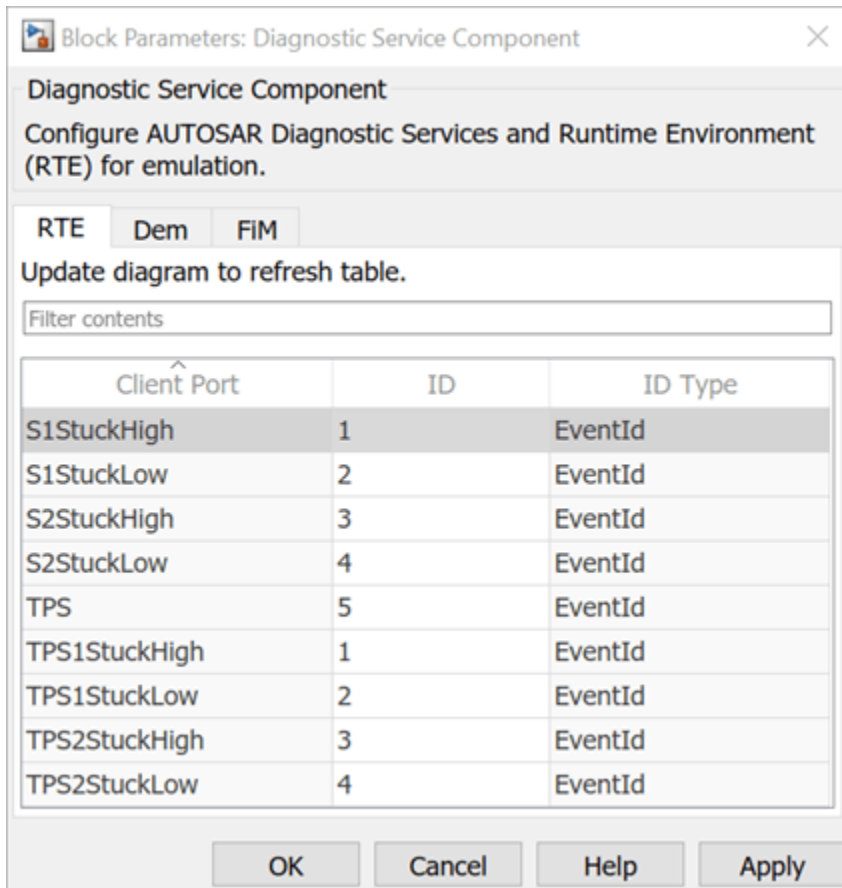 Block Parameters: Diagnostic Service Component
Diagnostic Service Component
Configure AUTOSAR Diagnostic Services and Runtime Environment
(RTE) for emulation.
RTE Dem FiM
Update diagram to refresh table.
Filter contents
Client Port ID ID Type
S1StuckHigh 1 EventId
S1StuckLow 2 EventId
S2StuckHigh 3 EventId
S2StuckLow 4 EventId
TPS 5 EventId
TPS1StuckHigh 1 EventId
TPS1StuckLow 2 EventId
TPS2StuckHigh 3 EventId
TPS2StuckLow 4 EventId
OK Cancel Help Apply